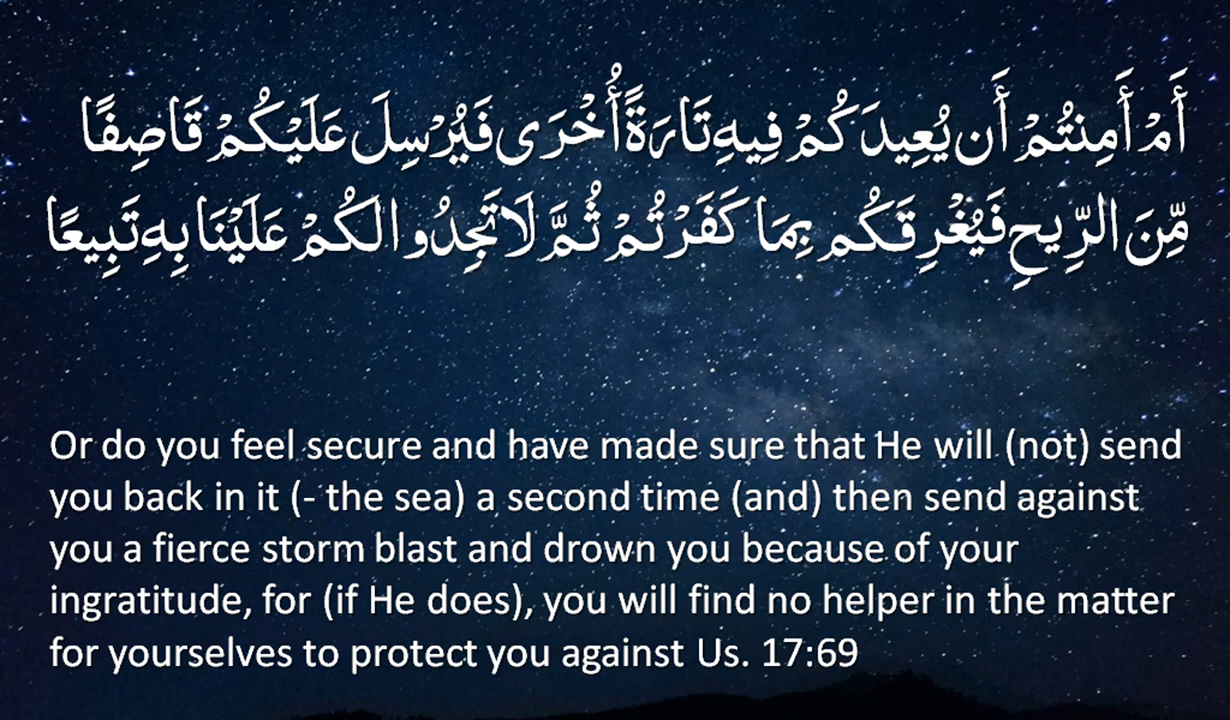 أَمْ أَمِنتُمْ أَن يُعِيدَكُمْ فِيهِ تَارَةً أُخْرَى فَيُرْسِلَ عَلَيْكُمْ قَاصِفًا
مِّنَ الرِّيحِ فَيُغْرِقَكُم بِمَا كَفَرْتُمْ ثُمَّ لَا تَجِدُوا لَكُمْ عَلَيْنَا بِهِ تَبِيعًا
Or do you feel secure and have made sure that He will (not) send
you back in it (- the sea) a second time (and) then send against
you a fierce storm blast and drown you because of your
ingratitude, for (if He does), you will find no helper in the matter
for yourselves to protect you against Us. 17:69